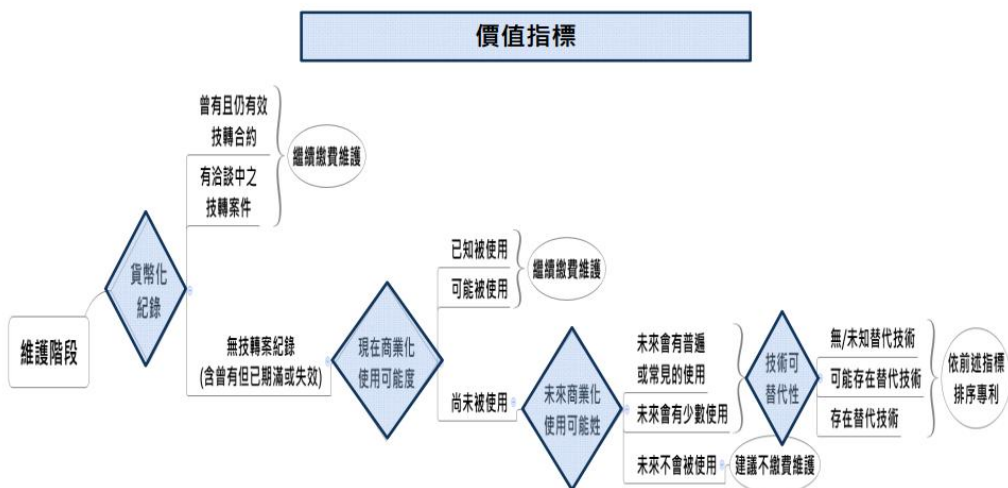 價值指標
維護階段
貨幣化
紀錄
曾有且仍有效
技轉合約
有洽談中之
技轉案件
繼續繳費維護
無技轉案紀錄
(含曾有但已期滿或失效)
現在商業化
使用可能度
已知被使用
可能被使用
繼續繳費維護
尚未被使用
未來商業化
使用可能姓
未來會有普遍
或常見的使用
未來會有少數使用
未來不會被使用
建議不繳費維護
技術可
替代性
無/未知替代技術
可能存在替代技術
存在替代技術
依前述指標
排序專利